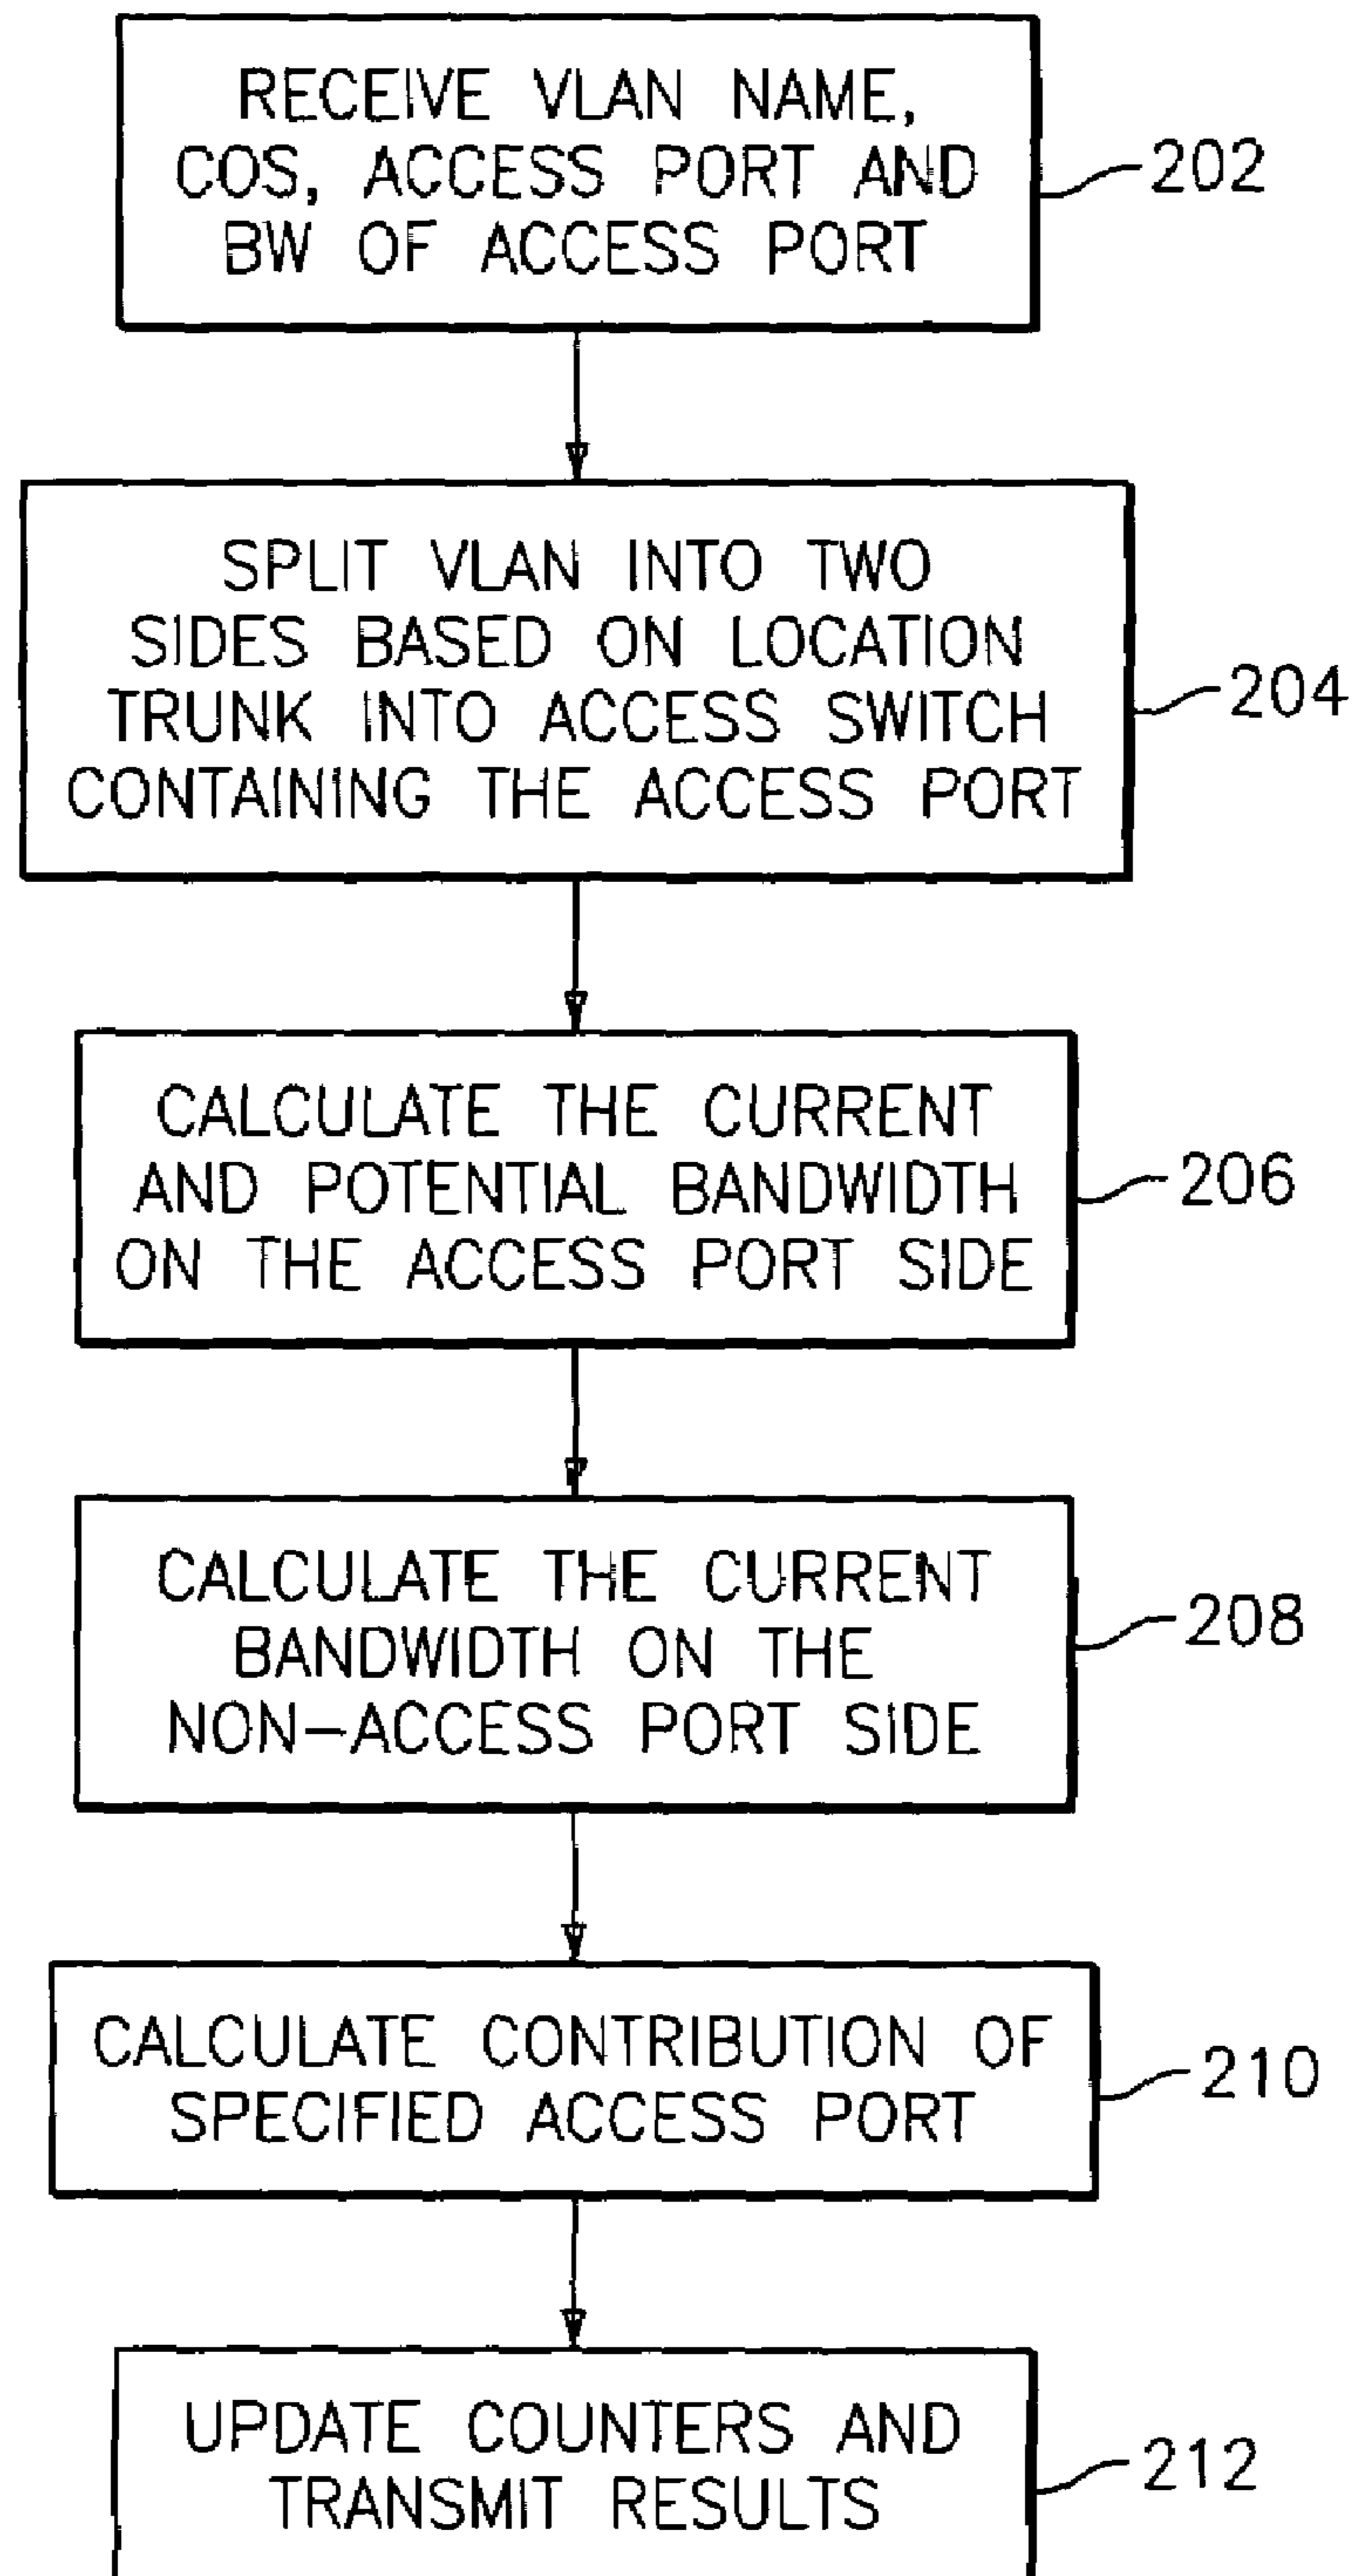 RECEIVE VLAN NAME,
COS, ACCESS PORT AND
BW OF ACCESS PORT
202
SPLIT VLAN INTO TWO
SIDES BASED ON LOCATION
TRUNK INTO ACCESS SWITCH
CONTAINING THE ACCESS PORT
204
CALCULATE THE CURRENT
AND POTENTIAL BANDWIDTH
ON THE ACCESS PORT SIDE
206
CALCULATE THE CURRENT
BANDWIDTH ON THE
NON-ACCESS PORT SIDE
208
CALCULATE CONTRIBUTION OF
SPECIFIED ACCESS PORT
210
UPDATE COUNTERS AND
TRANSMIT RESULTS
212